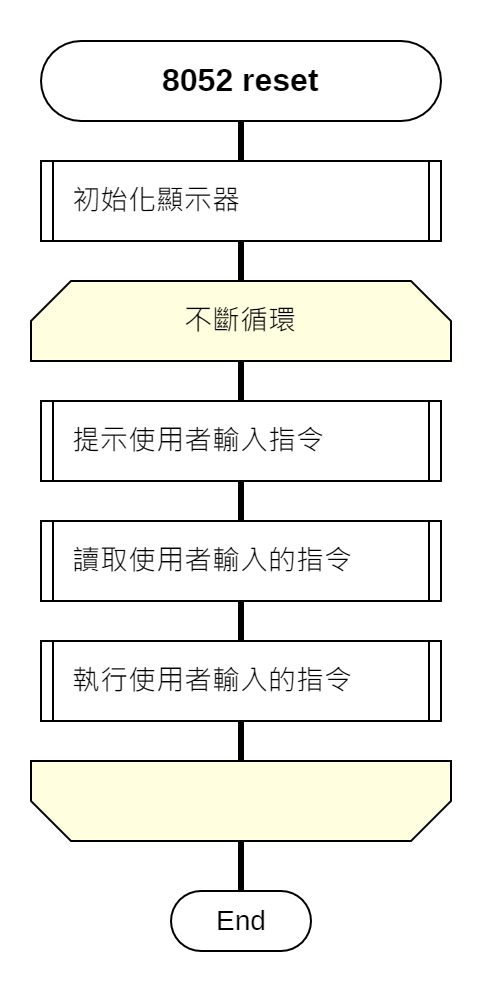 8052 reset
初始化顯示器
不斷循環
提示使用者輸入指令
讀取使用者輸入的指令
執行使用者輸入的指令
End